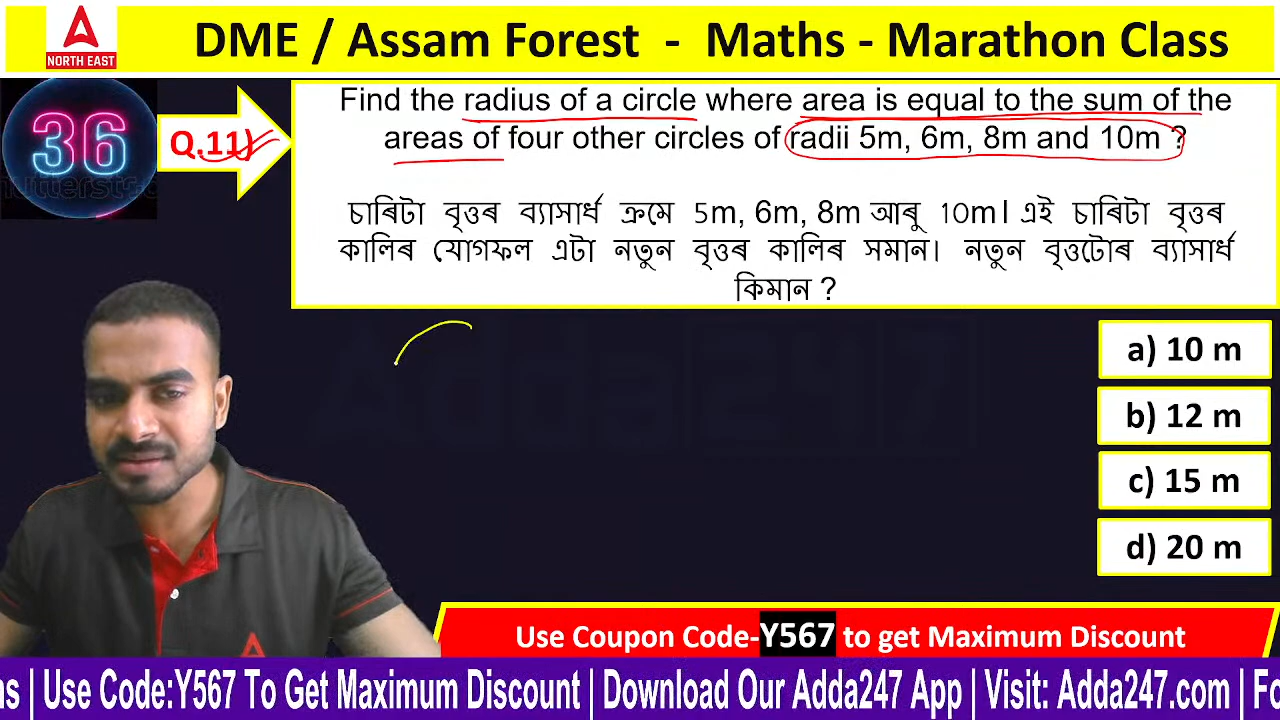 NORTH EAST
DME / Assam Forest - Maths - Marathon Class
36
Q.11)
Find the radius of a circle where area is equal to the sum of the
areas of four other circles of radii 5m, 6m, 8m and 10m ?
চাৰিটা বৃত্তৰ ব্যাসাৰ্ধ ক্ৰমে 5m, 6m, 8m আৰু 10m। এই চাৰিটা বৃত্তৰ
কালিৰ যোগফল এটা নতুন বৃত্তৰ কালিৰ সমান। নতুন বৃত্তটোৰ ব্যাসাৰ্ধ
কিমান ?
Adda247
a) 10 m
b) 12 m
c) 15 m
d) 20 m
Use Coupon Code-Y567 to get Maximum Discount
| Use Code:Y567 To Get Maximum Discount | Download Our Adda247 App | Visit: Adda247.com |